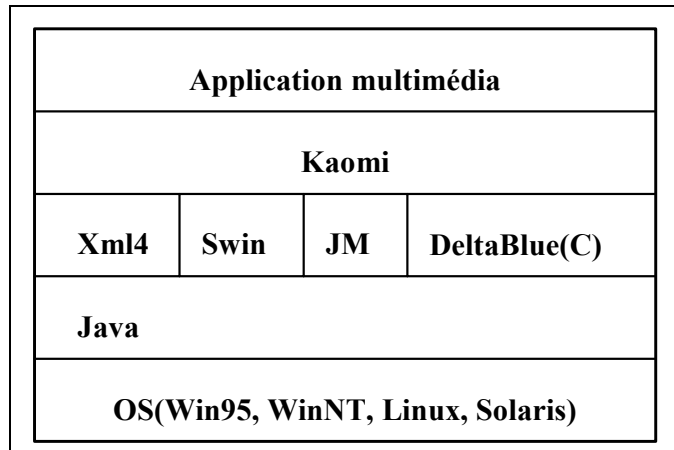 Application multimédia
Kaomi
Xml4 Swin JM DeltaBlue(C)
Java
OS(Win95, WinNT, Linux, Solaris)